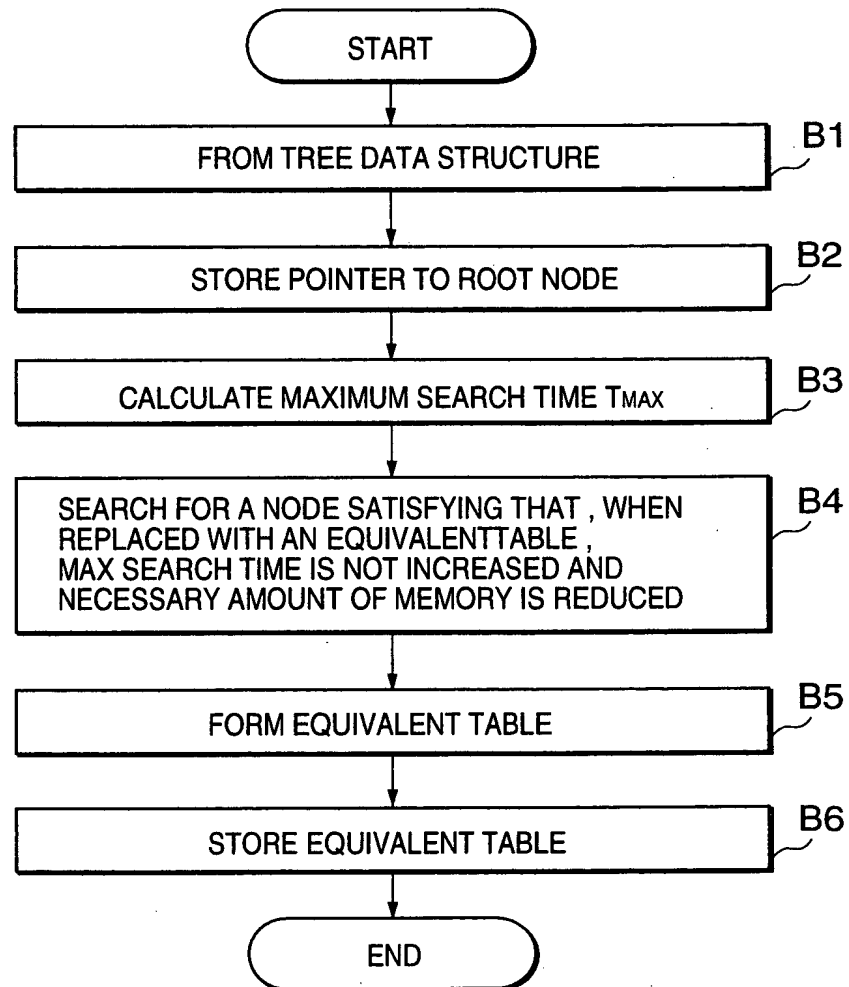 START
FROM TREE DATA STRUCTURE
B1
STORE POINTER TO ROOT NODE
B2
CALCULATE MAXIMUM SEARCH TIME TMAX
B3
SEARCH FOR A NODE SATISFYING THAT , WHEN
REPLACED WITH AN EQUIVALENTTABLE ,
MAX SEARCH TIME IS NOT INCREASED AND
NECESSARY AMOUNT OF MEMORY IS REDUCED
B4
FORM EQUIVALENT TABLE
B5
STORE EQUIVALENT TABLE
B6
END